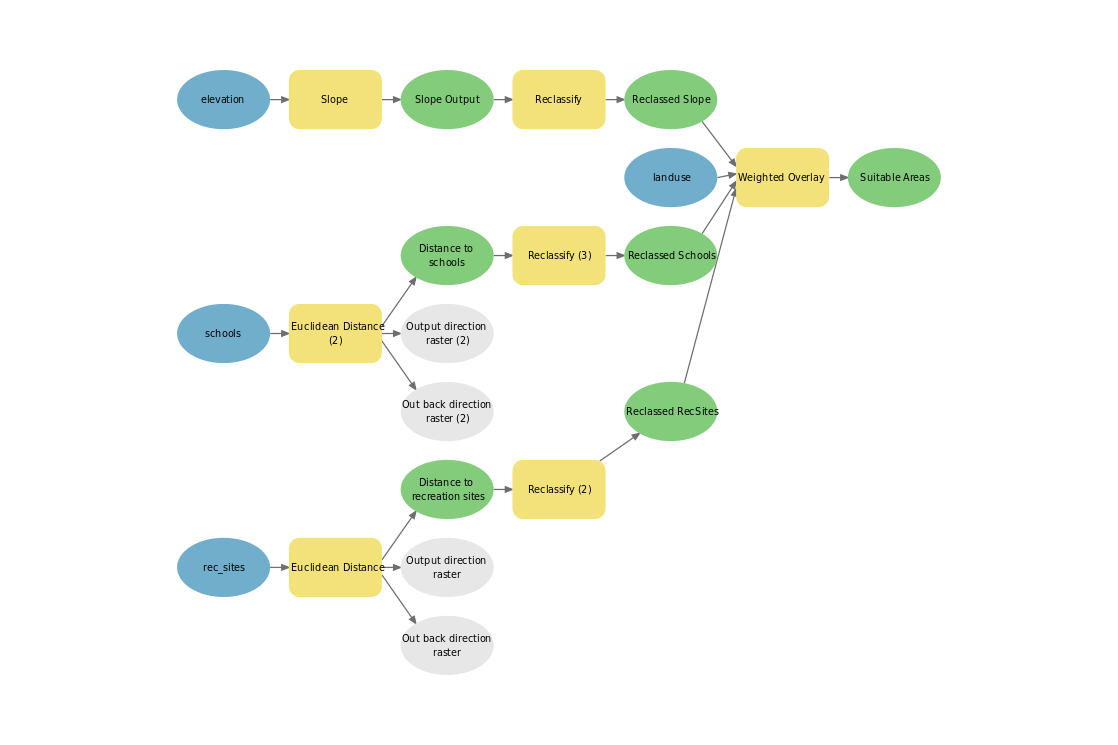 elevation
Slope
Slope Output
Reclassify
Reclassed Slope
landuse
Weighted Overlay
Suitable Areas
Distance to
schools
Reclassify (3)
Reclassed Schools
schools
Euclidean Distance
(2)
Output direction
raster (2)
Out back direction
raster (2)
Reclassed RecSites
Distance to
recreation sites
Reclassify (2)
rec_sites
Euclidean Distance
Output direction
raster
Out back direction
raster